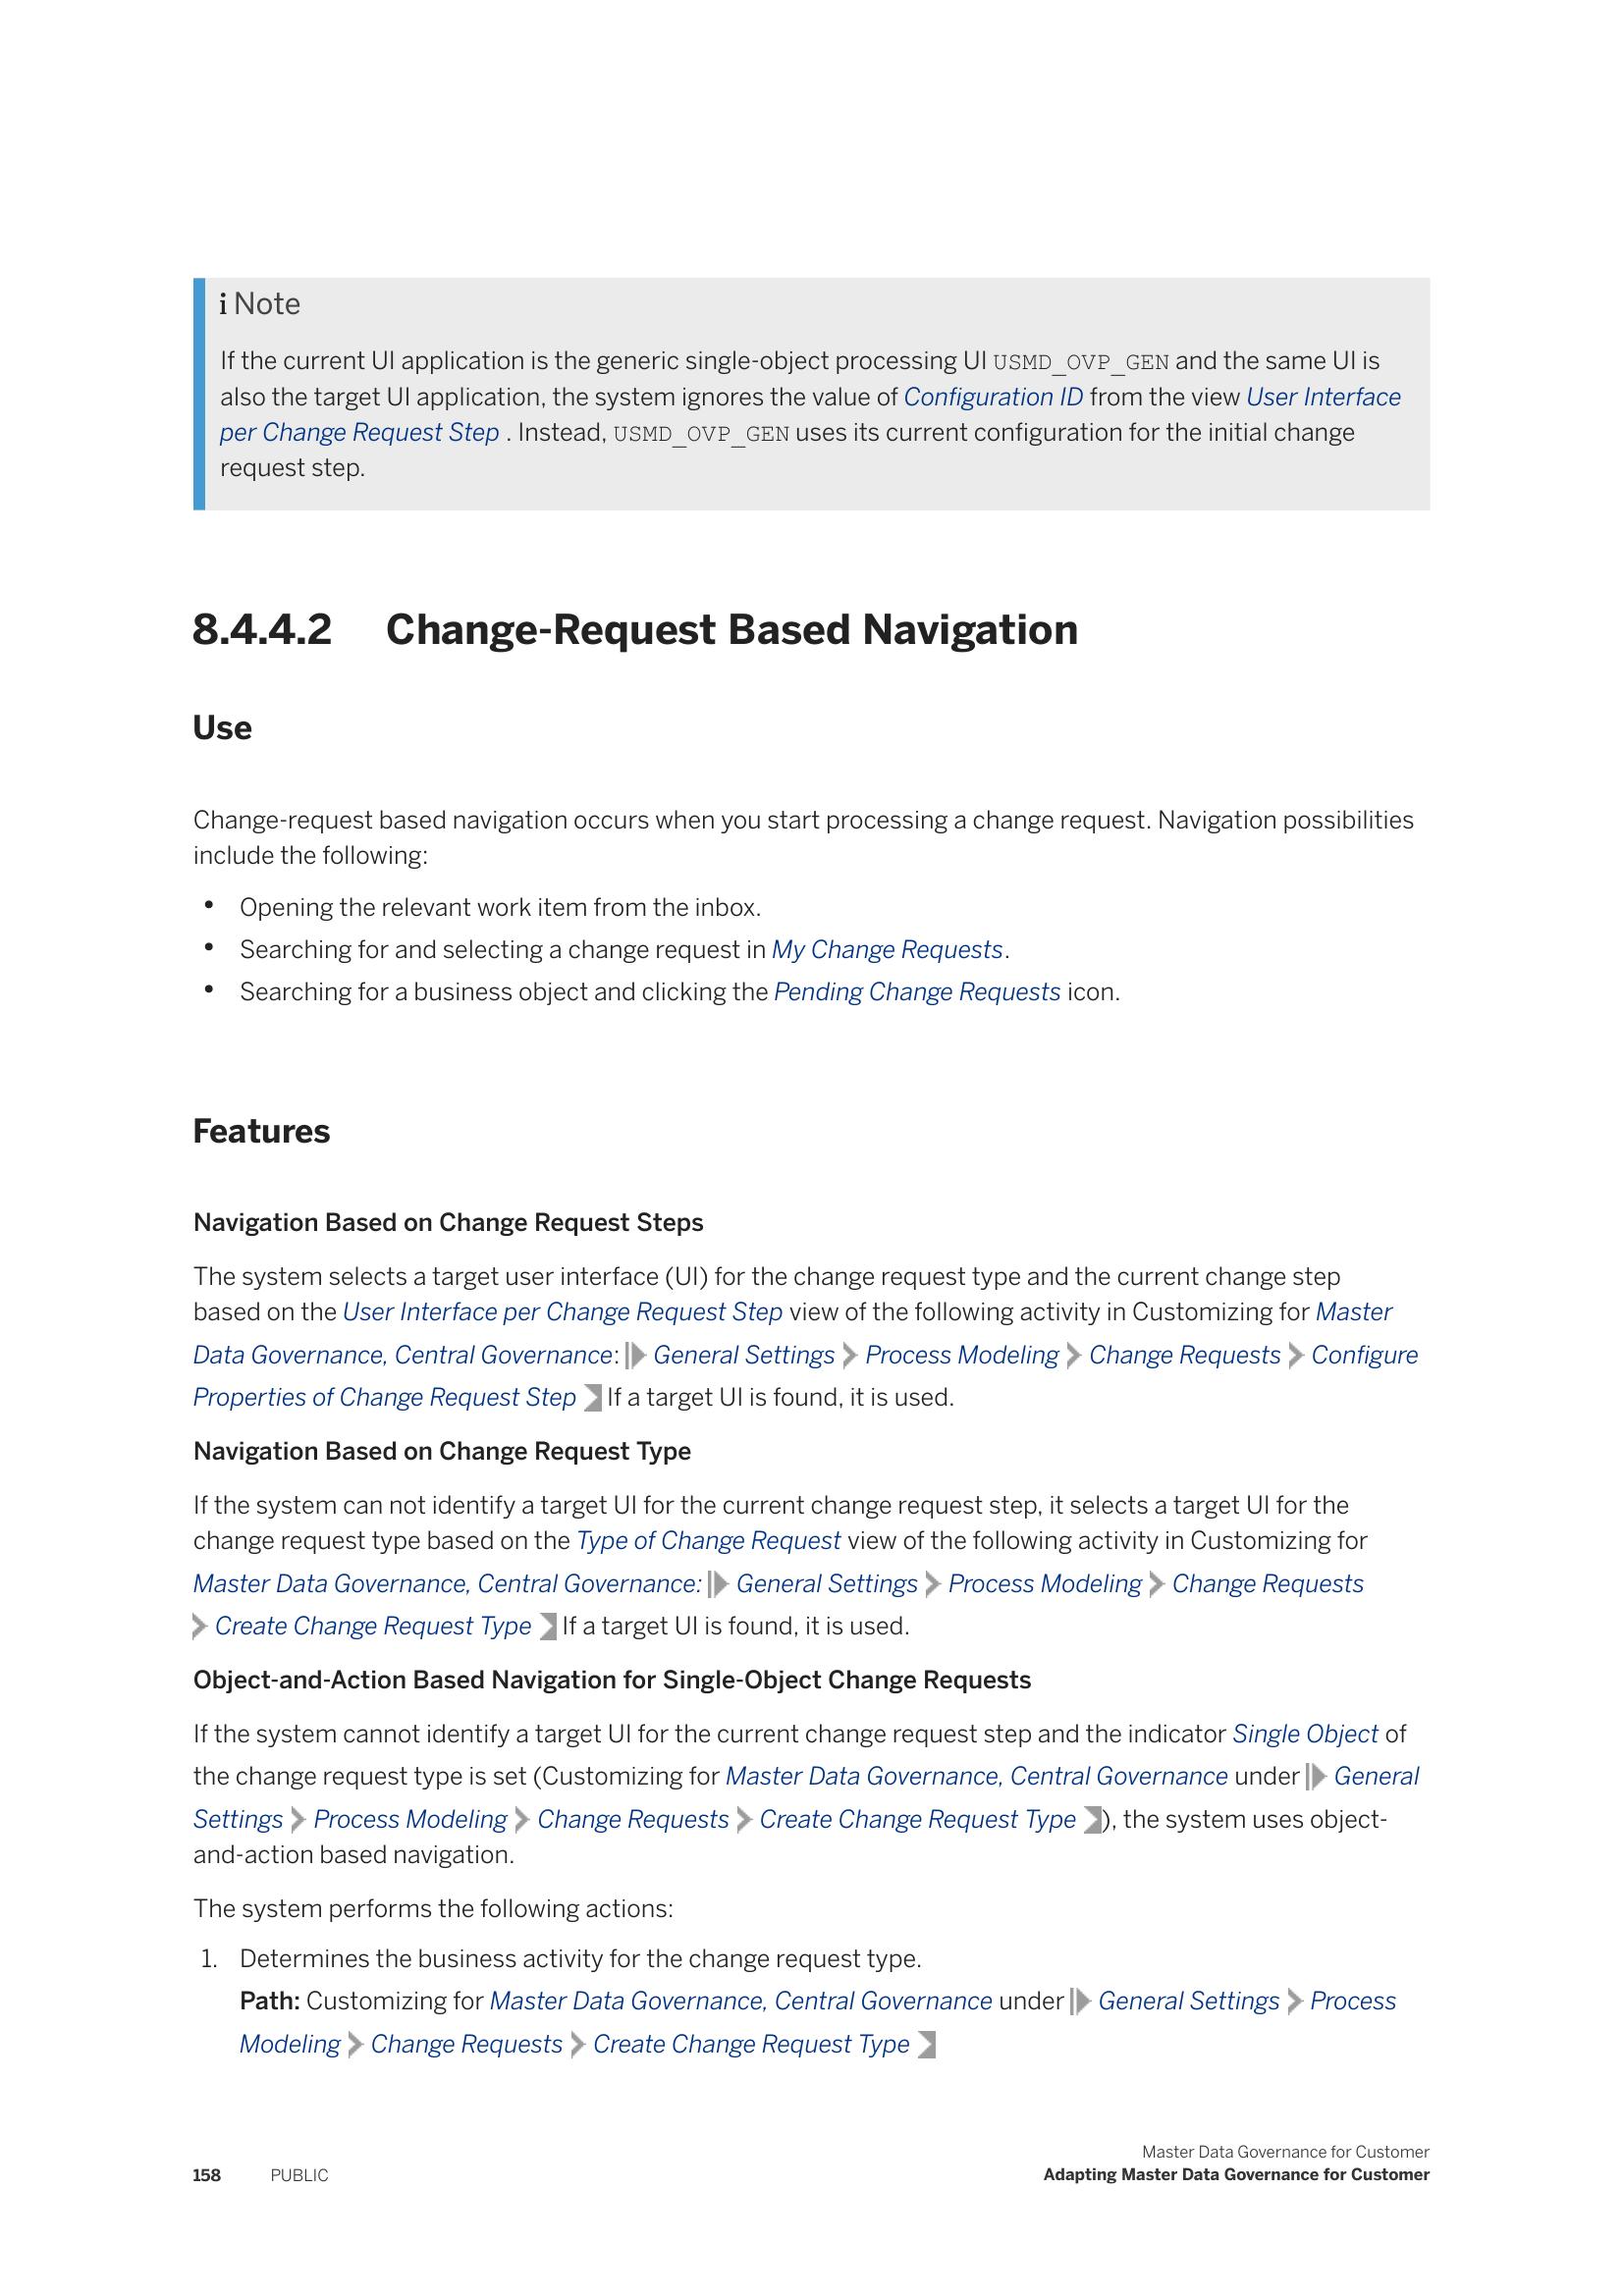 i Note
If the current UI application is the generic single-object processing UI USMD_OVP_GEN and the same UI is
also the target UI application, the system ignores the value of Configuration ID from the view User Interface
per Change Request Step . Instead, USMD_OVP_GEN uses its current configuration for the initial change
request step.
8.4.4.2 Change-Request Based Navigation
Use
Change-request based navigation occurs when you start processing a change request. Navigation possibilities
include the following:
• Opening the relevant work item from the inbox.
• Searching for and selecting a change request in My Change Requests.
• Searching for a business object and clicking the Pending Change Requests icon.
Features
Navigation Based on Change Request Steps
The system selects a target user interface (UI) for the change request type and the current change step
based on the User Interface per Change Request Step view of the following activity in Customizing for Master
Data Governance, Central Governance: General Settings Process Modeling Change Requests Configure
Properties of Change Request Step If a target UI is found, it is used.
Navigation Based on Change Request Type
If the system can not identify a target UI for the current change request step, it selects a target UI for the
change request type based on the Type of Change Request view of the following activity in Customizing for
Master Data Governance, Central Governance: General Settings Process Modeling Change Requests
Create Change Request Type If a target UI is found, it is used.
Object-and-Action Based Navigation for Single-Object Change Requests
If the system cannot identify a target UI for the current change request step and the indicator Single Object of
the change request type is set (Customizing for Master Data Governance, Central Governance under General
Settings Process Modeling Change Requests Create Change Request Type ), the system uses object-
and-action based navigation.
The system performs the following actions:
1. Determines the business activity for the change request type.
Path: Customizing for Master Data Governance, Central Governance under General Settings Process
Modeling Change Requests Create Change Request Type
Master Data Governance for Customer
158 PUBLIC Adapting Master Data Governance for Customer